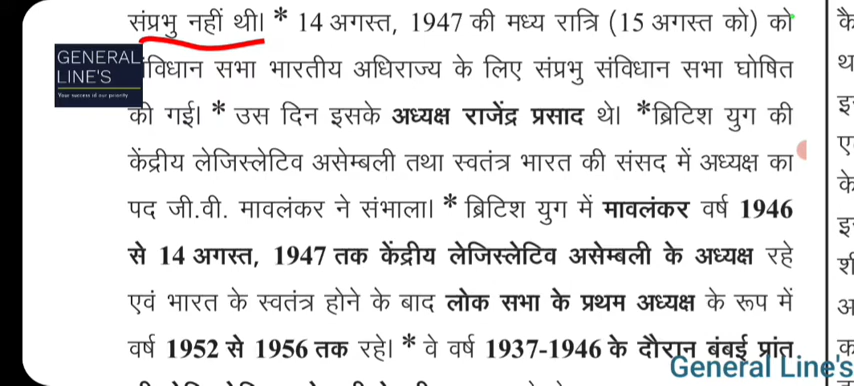 संप्रभु नहीं थी। * 14 अगस्त, 1947 की मध्य रात्रि (15 अगस्त को) को
GENERAL
LINE'S
Your success of our priority
विधान सभा भारतीय अधिराज्य के लिए संप्रभु संविधान सभा घोषित
की गई। * उस दिन इसके अध्यक्ष राजेंद्र प्रसाद थे। *ब्रिटिश युग की
केंद्रीय लेजिस्लेटिव असेम्बली तथा स्वतंत्र भारत की संसद में अध्यक्ष का
पद जी.वी. मावलंकर ने संभाला। * ब्रिटिश युग में मावलंकर वर्ष 1946
से 14 अगस्त, 1947 तक केंद्रीय लेजिस्लेटिव असेम्बली के अध्यक्ष रहे
एवं भारत के स्वतंत्र होने के बाद लोक सभा के प्रथम अध्यक्ष के रूप में
वर्ष 1952 से 1956 तक रहे। * वे वर्ष 1937-1946 के दौरान बंबई प्रांत
General Line's